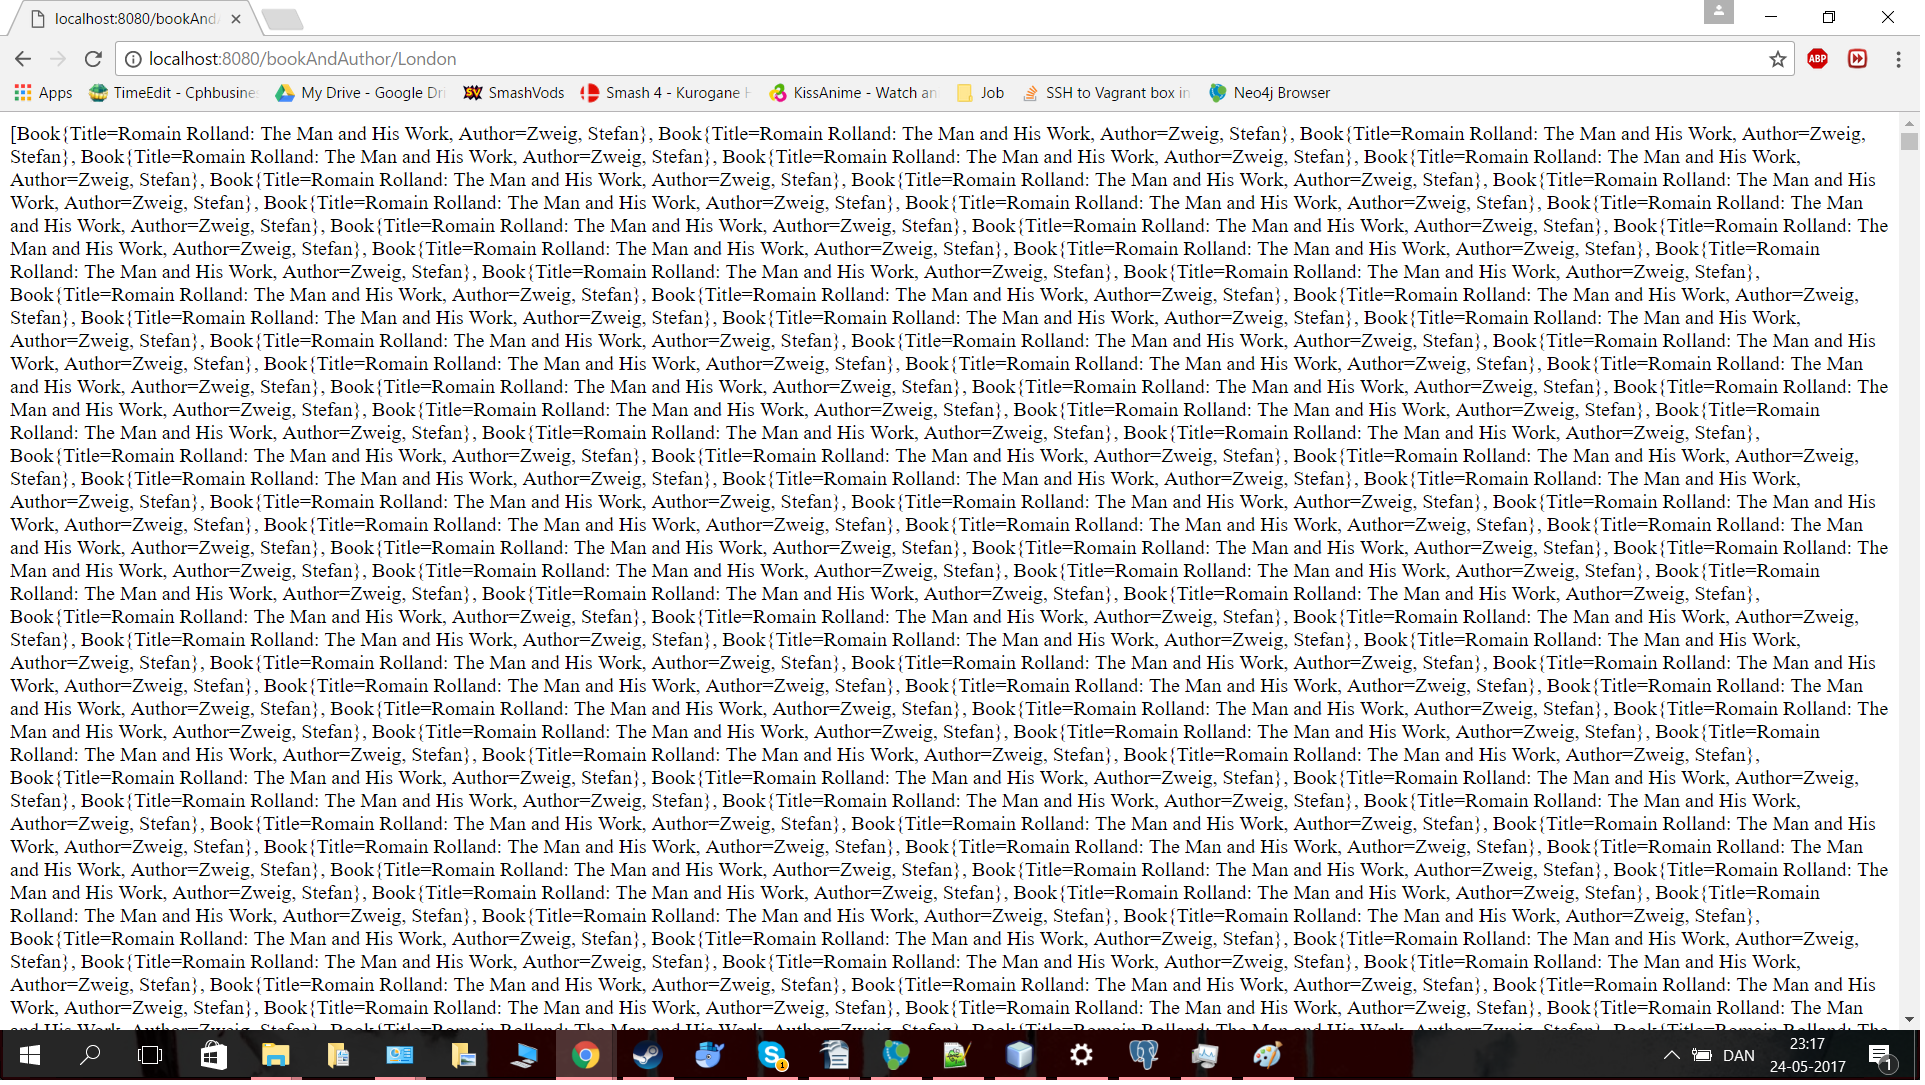 localhost:8080/bookAnd
localhost:8080/bookAndAuthor/London
Apps TimeEdit - Cphbusine My Drive - Google Dri SmashVods Smash 4 - Kurogane H KissAnime - Watch an Job SSH to Vagrant box in Neo4j Browser
[Book{Title=Romain Rolland: The Man and His Work, Author=Zweig, Stefan}, Book{Title=Romain Rolland: The Man and His Work, Author=Zweig, Stefan}, Book{Title=Romain Rolland: The Man and His Work, Author=Zweig,
Stefan}, Book{Title=Romain Rolland: The Man and His Work, Author=Zweig, Stefan}, Book{Title=Romain Rolland: The Man and His Work, Author=Zweig, Stefan}, Book{Title=Romain Rolland: The Man and His Work,
Author=Zweig, Stefan}, Book{Title=Romain Rolland: The Man and His Work, Author=Zweig, Stefan}, Book{Title=Romain Rolland: The Man and His Work, Author=Zweig, Stefan}, Book{Title=Romain Rolland: The Man and His
Work, Author=Zweig, Stefan}, Book{Title=Romain Rolland: The Man and His Work, Author=Zweig, Stefan}, Book{Title=Romain Rolland: The Man and His Work, Author=Zweig, Stefan}, Book{Title=Romain Rolland: The Man
and His Work, Author=Zweig, Stefan}, Book{Title=Romain Rolland: The Man and His Work, Author=Zweig, Stefan}, Book{Title=Romain Rolland: The Man and His Work, Author=Zweig, Stefan}, Book{Title=Romain Rolland: The
Man and His Work, Author=Zweig, Stefan}, Book{Title=Romain Rolland: The Man and His Work, Author=Zweig, Stefan}, Book{Title=Romain Rolland: The Man and His Work, Author=Zweig, Stefan}, Book{Title=Romain
Rolland: The Man and His Work, Author=Zweig, Stefan}, Book{Title=Romain Rolland: The Man and His Work, Author=Zweig, Stefan}, Book{Title=Romain Rolland: The Man and His Work, Author=Zweig, Stefan},
Book{Title=Romain Rolland: The Man and His Work, Author=Zweig, Stefan}, Book{Title=Romain Rolland: The Man and His Work, Author=Zweig, Stefan}, Book{Title=Romain Rolland: The Man and His Work, Author=Zweig,
Stefan}, Book{Title=Romain Rolland: The Man and His Work, Author=Zweig, Stefan}, Book{Title=Romain Rolland: The Man and His Work, Author=Zweig, Stefan}, Book{Title=Romain Rolland: The Man and His Work,
Author=Zweig, Stefan}, Book{Title=Romain Rolland: The Man and His Work, Author=Zweig, Stefan}, Book{Title=Romain Rolland: The Man and His Work, Author=Zweig, Stefan}, Book{Title=Romain Rolland: The Man and His
Work, Author=Zweig, Stefan}, Book{Title=Romain Rolland: The Man and His Work, Author=Zweig, Stefan}, Book{Title=Romain Rolland: The Man and His Work, Author=Zweig, Stefan}, Book{Title=Romain Rolland: The Man
and His Work, Author=Zweig, Stefan}, Book{Title=Romain Rolland: The Man and His Work, Author=Zweig, Stefan}, Book{Title=Romain Rolland: The Man and His Work, Author=Zweig, Stefan}, Book{Title=Romain Rolland: The
Man and His Work, Author=Zweig, Stefan}, Book{Title=Romain Rolland: The Man and His Work, Author=Zweig, Stefan}, Book{Title=Romain Rolland: The Man and His Work, Author=Zweig, Stefan}, Book{Title=Romain
Rolland: The Man and His Work, Author=Zweig, Stefan}, Book{Title=Romain Rolland: The Man and His Work, Author=Zweig, Stefan}, Book{Title=Romain Rolland: The Man and His Work, Author=Zweig, Stefan},
Book{Title=Romain Rolland: The Man and His Work, Author=Zweig, Stefan}, Book{Title=Romain Rolland: The Man and His Work, Author=Zweig, Stefan}, Book{Title=Romain Rolland: The Man and His Work, Author=Zweig,
Stefan}, Book{Title=Romain Rolland: The Man and His Work, Author=Zweig, Stefan}, Book{Title=Romain Rolland: The Man and His Work, Author=Zweig, Stefan}, Book{Title=Romain Rolland: The Man and His Work,
Author=Zweig, Stefan}, Book{Title=Romain Rolland: The Man and His Work, Author=Zweig, Stefan}, Book{Title=Romain Rolland: The Man and His Work, Author=Zweig, Stefan}, Book{Title=Romain Rolland: The Man and His
Work, Author=Zweig, Stefan}, Book{Title=Romain Rolland: The Man and His Work, Author=Zweig, Stefan}, Book{Title=Romain Rolland: The Man and His Work, Author=Zweig, Stefan}, Book{Title=Romain Rolland: The Man
and His Work, Author=Zweig, Stefan}, Book{Title=Romain Rolland: The Man and His Work, Author=Zweig, Stefan}, Book{Title=Romain Rolland: The Man and His Work, Author=Zweig, Stefan}, Book{Title=Romain Rolland: The
Man and His Work, Author=Zweig, Stefan}, Book{Title=Romain Rolland: The Man and His Work, Author=Zweig, Stefan}, Book{Title=Romain Rolland: The Man and His Work, Author=Zweig, Stefan}, Book{Title=Romain
Rolland: The Man and His Work, Author=Zweig, Stefan}, Book{Title=Romain Rolland: The Man and His Work, Author=Zweig, Stefan}, Book{Title=Romain Rolland: The Man and His Work, Author=Zweig, Stefan},
Book{Title=Romain Rolland: The Man and His Work, Author=Zweig, Stefan}, Book{Title=Romain Rolland: The Man and His Work, Author=Zweig, Stefan}, Book{Title=Romain Rolland: The Man and His Work, Author=Zweig,
Stefan}, Book{Title=Romain Rolland: The Man and His Work, Author=Zweig, Stefan}, Book{Title=Romain Rolland: The Man and His Work, Author=Zweig, Stefan}, Book{Title=Romain Rolland: The Man and His Work,
Author=Zweig, Stefan}, Book{Title=Romain Rolland: The Man and His Work, Author=Zweig, Stefan}, Book{Title=Romain Rolland: The Man and His Work, Author=Zweig, Stefan}, Book{Title=Romain Rolland: The Man and His
Work, Author=Zweig, Stefan}, Book{Title=Romain Rolland: The Man and His Work, Author=Zweig, Stefan}, Book{Title=Romain Rolland: The Man and His Work, Author=Zweig, Stefan}, Book{Title=Romain Rolland: The Man
and His Work, Author=Zweig, Stefan}, Book{Title=Romain Rolland: The Man and His Work, Author=Zweig, Stefan}, Book{Title=Romain Rolland: The Man and His Work, Author=Zweig, Stefan}, Book{Title=Romain Rolland: The
Man and His Work, Author=Zweig, Stefan}, Book{Title=Romain Rolland: The Man and His Work, Author=Zweig, Stefan}, Book{Title=Romain Rolland: The Man and His Work, Author=Zweig, Stefan}, Book{Title=Romain
Rolland: The Man and His Work, Author=Zweig, Stefan}, Book{Title=Romain Rolland: The Man and His Work, Author=Zweig, Stefan}, Book{Title=Romain Rolland: The Man and His Work, Author=Zweig, Stefan},
Book{Title=Romain Rolland: The Man and His Work, Author=Zweig, Stefan}, Book{Title=Romain Rolland: The Man and His Work, Author=Zweig, Stefan}, Book{Title=Romain Rolland: The Man and His Work, Author=Zweig,
Stefan}, Book{Title=Romain Rolland: The Man and His Work, Author=Zweig, Stefan}, Book{Title=Romain Rolland: The Man and His Work, Author=Zweig, Stefan}, Book{Title=Romain Rolland: The Man and His Work,
Author=Zweig, Stefan}, Book{Title=Romain Rolland: The Man and His Work, Author=Zweig, Stefan}, Book{Title=Romain Rolland: The Man and His Work, Author=Zweig, Stefan}, Book{Title=Romain Rolland: The Man and His
Work, Author=Zweig, Stefan}, Book{Title=Romain Rolland: The Man and His Work, Author=Zweig, Stefan}, Book{Title=Romain Rolland: The Man and His Work, Author=Zweig, Stefan}, Book{Title=Romain Rolland: The Man
and His Work, Author=Zweig, Stefan}, Book{Title=Romain Rolland: The Man and His Work, Author=Zweig, Stefan}, Book{Title=Romain Rolland: The Man and His Work, Author=Zweig, Stefan}, Book{Title=Romain Rolland: The
Man and His Work, Author=Zweig, Stefan}, Book{Title=Romain Rolland: The Man and His Work, Author=Zweig, Stefan}, Book{Title=Romain Rolland: The Man and His Work, Author=Zweig, Stefan}, Book{Title=Romain
Rolland: The Man and His Work, Author=Zweig, Stefan}, Book{Title=Romain Rolland: The Man and His Work, Author=Zweig, Stefan}, Book{Title=Romain Rolland: The Man and His Work, Author=Zweig, Stefan},
Book{Title=Romain Rolland: The Man and His Work, Author=Zweig, Stefan}, Book{Title=Romain Rolland: The Man and His Work, Author=Zweig, Stefan}, Book{Title=Romain Rolland: The Man and His Work, Author=Zweig,
Stefan}, Book{Title=Romain Rolland: The Man and His Work, Author=Zweig, Stefan}, Book{Title=Romain Rolland: The Man and His Work, Author=Zweig, Stefan}, Book{Title=Romain Rolland: The Man and His Work,
Author=Zweig, Stefan}, Book{Title=Romain Rolland: The Man and His Work, Author=Zweig, Stefan}, Book{Title=Romain Rolland: The Man and His Work, Author=Zweig, Stefan}, Book{Title=Romain Rolland: The Man and His
Work, Author=Zweig, Stefan}, Book{Title=Romain Rolland: The Man and His Work, Author=Zweig, Stefan}, Book{Title=Romain Rolland: The Man and His Work, Author=Zweig, Stefan}, Book{Title=Romain Rolland: The Man
DAN
23:17
24-05-2017
1